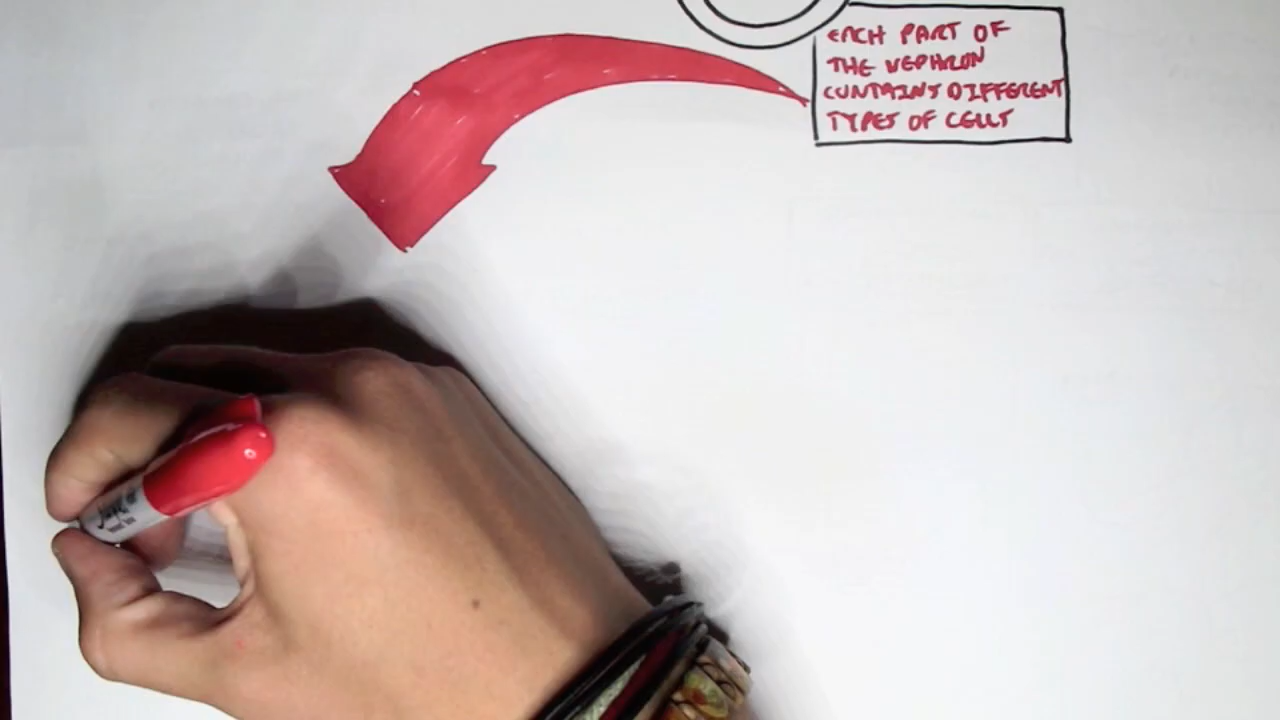 EACH PART OF
THE NEPHRON
CONTAINS DIFFERENT
TYPES OF CELLS